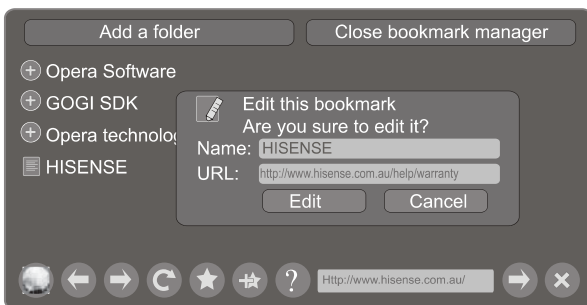 Add a folder
Close bookmark manager
Opera Software
GOGI SDK
Opera technolog
HISENSE
Edit this bookmark
Are you sure to edit it?
Name: HISENSE
URL: http://www.hisense.com.au/help/warranty
Edit
Cancel
?
Http://www.hisense.com.au/